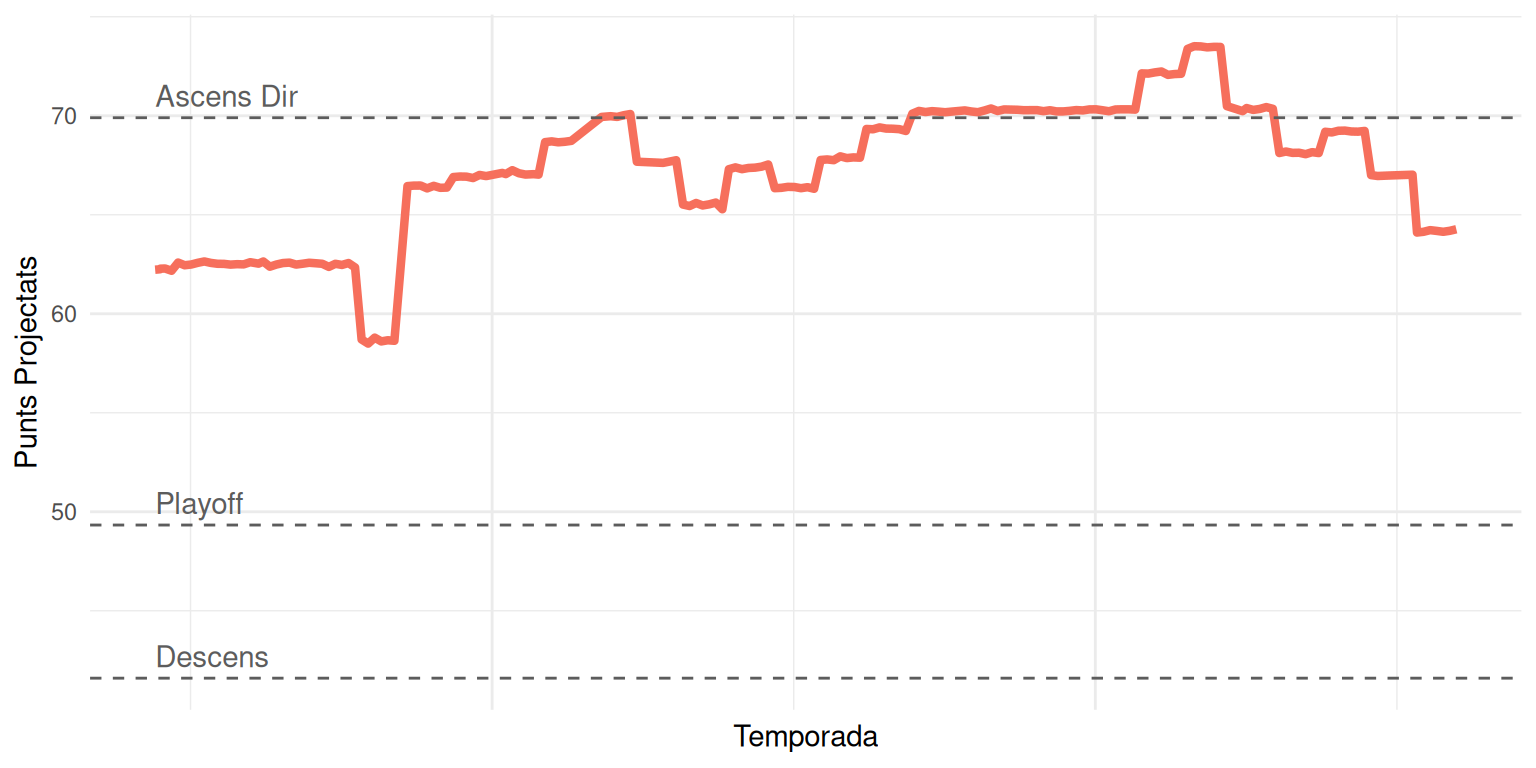 Ascens Dir
70
60
Playoff
50
Descens
Punts Projectats
Temporada